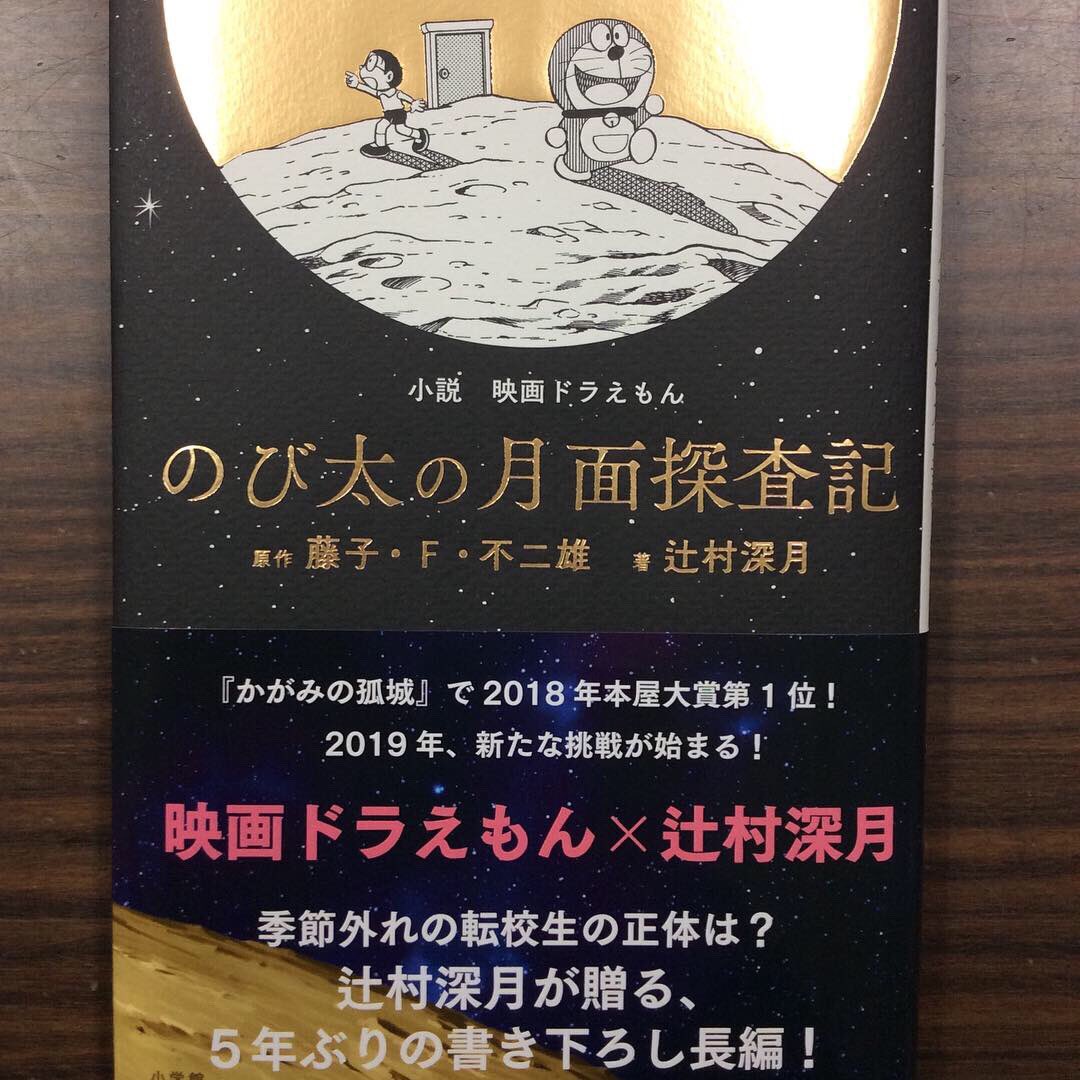 小説 映画ドラえもん
のび太の月面探査記
原作 藤子・F・不二雄 著 辻村深月
『かがみの孤城』で2018年本屋大賞第1位!
2019年、新たな挑戦が始まる!
映画ドラえもん×辻村深月
季節外れの転校生の正体は?
辻村深月が贈る、
5年ぶりの書き下ろし長編!
小学館